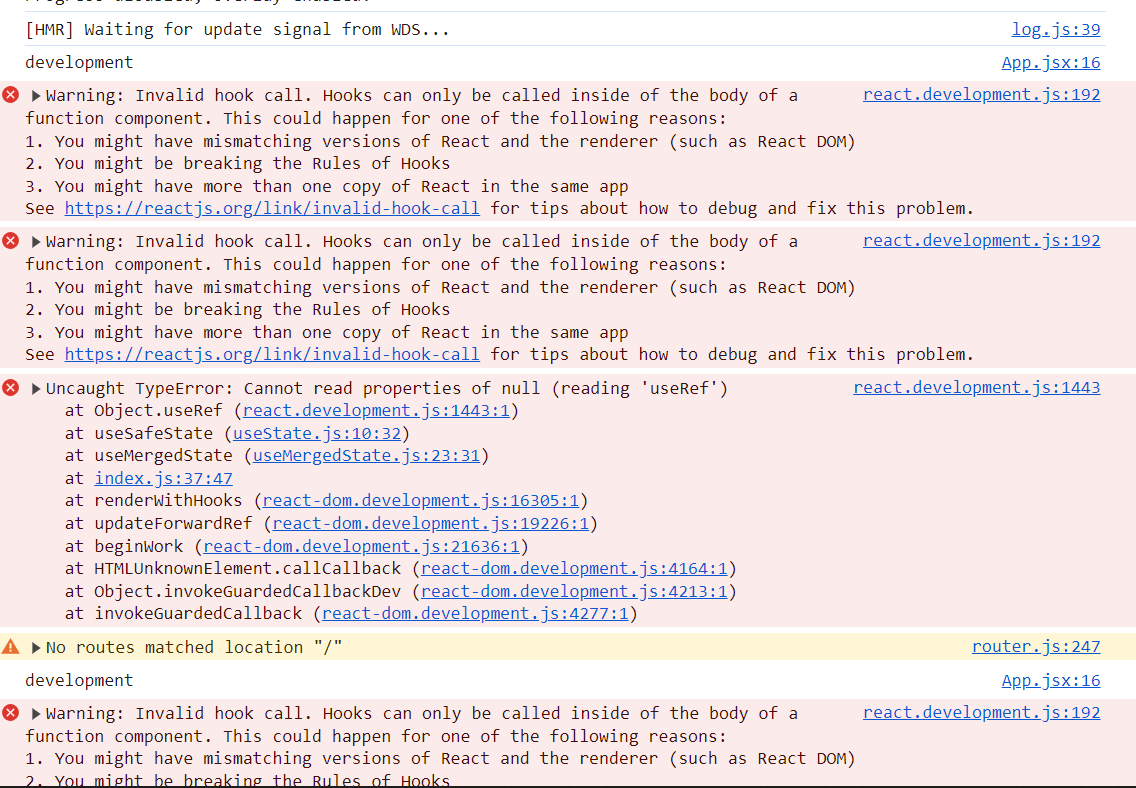 Progress disabled, Overlay enabled.
[HMR] Waiting for update signal from WDS... log.js:39
development App.jsx:16
▶Warning: Invalid hook call. Hooks can only be called inside of the body of a react.development.js:192
function component. This could happen for one of the following reasons:
1. You might have mismatching versions of React and the renderer (such as React DOM)
2. You might be breaking the Rules of Hooks
3. You might have more than one copy of React in the same app
See https://reactjs.org/link/invalid-hook-call for tips about how to debug and fix this problem.
▶Warning: Invalid hook call. Hooks can only be called inside of the body of a react.development.js:192
function component. This could happen for one of the following reasons:
1. You might have mismatching versions of React and the renderer (such as React DOM)
2. You might be breaking the Rules of Hooks
3. You might have more than one copy of React in the same app
See https://reactjs.org/link/invalid-hook-call for tips about how to debug and fix this problem.
▶Uncaught TypeError: Cannot read properties of null (reading 'useRef') react.development.js:1443
at Object.useRef (react.development.js:1443:1)
at useSafeState (useState.js:10:32)
at useMergedState (useMergedState.js:23:31)
at index.js:37:47
at renderWithHooks (react-dom.development.js:16305:1)
at updateForwardRef (react-dom.development.js:19226:1)
at beginWork (react-dom.development.js:21636:1)
at HTMLUnknownElement.callCallback (react-dom.development.js:4164:1)
at Object.invokeGuardedCallbackDev (react-dom.development.js:4213:1)
at invokeGuardedCallback (react-dom.development.js:4277:1)
▶No routes matched location "/" router.js:247
development App.jsx:16
▶Warning: Invalid hook call. Hooks can only be called inside of the body of a react.development.js:192
function component. This could happen for one of the following reasons:
1. You might have mismatching versions of React and the renderer (such as React DOM)
2. You might be breaking the Rules of Hooks